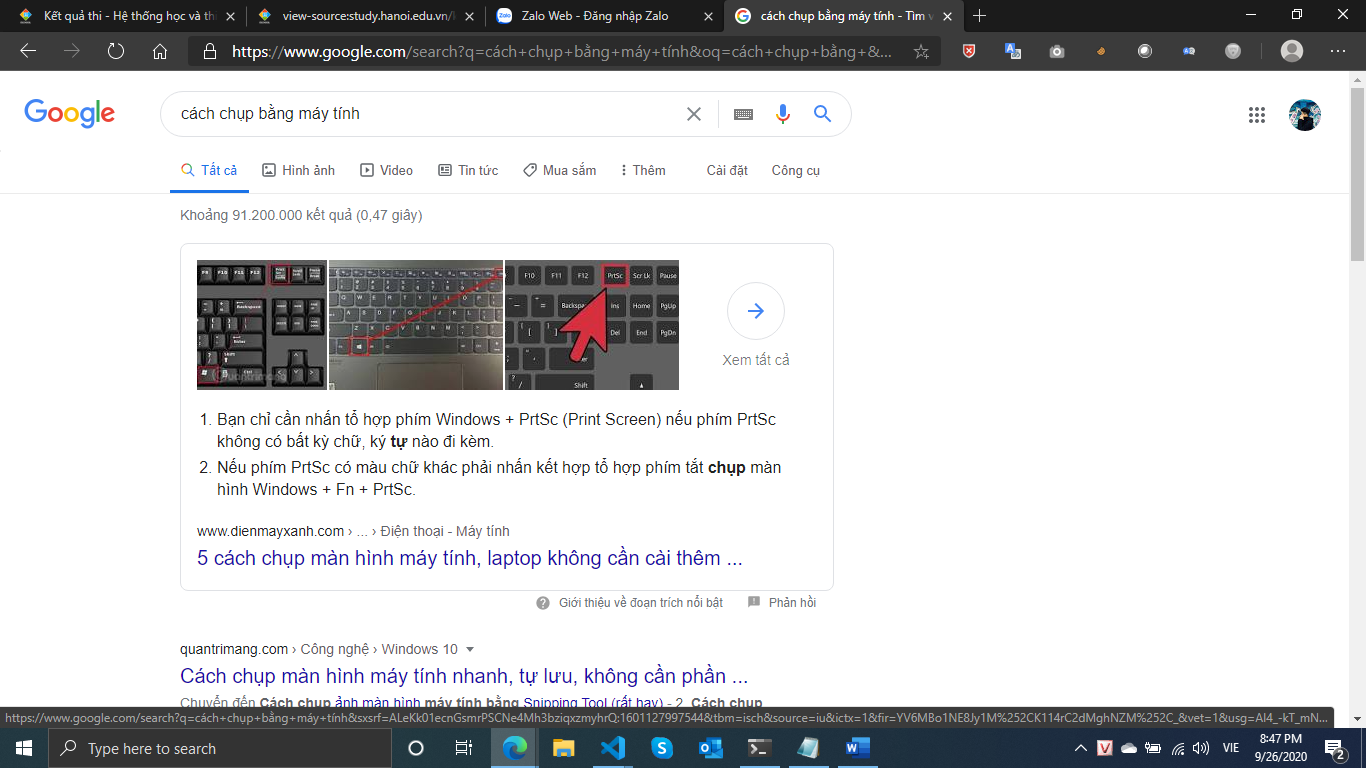 Kết quả thi - Hệ thống học và th
view-source:study.hanoi.edu.vn/
Zalo Web - Đăng nhập Zalo
cách chụp bằng máy tính - Tìm
https://www.google.com/search?q=cách+chụp+bằng+máy+tính&oq=cách+chụp+bằng+&...
Google
cách chụp bằng máy tính
Tất cả
Hình ảnh
Video
Tin tức
Mua sắm
Thêm
Cài đặt
Công cụ
Khoảng 91.200.000 kết quả (0,47 giây)
F9 F10 F11 F12
Backspace
Enter
Shift
quantrimang
F10 F11 F12 PrtSc Scr Lk Pause
Backspace Ins Home PgUp
Del End PgDn
Shift
Xem tất cả
1. Bạn chỉ cần nhấn tổ hợp phím Windows + PrtSc (Print Screen) nếu phím PrtSc
không có bất kỳ chữ, ký tự nào đi kèm.
2. Nếu phím PrtSc có màu chữ khác phải nhấn kết hợp tổ hợp phím tắt chụp màn
hình Windows + Fn + PrtSc.
www.dienmayxanh.com › ... › Điện thoại - Máy tính
5 cách chụp màn hình máy tính, laptop không cần cài thêm ...
Giới thiệu về đoạn trích nổi bật
Phản hồi
quantrimang.com › Công nghệ › Windows 10
Cách chụp màn hình máy tính nhanh, tự lưu, không cần phần ...
Chuyển đến Cách chụp ảnh màn hình máy tính bằng Snipping Tool (rất hay) - 2. Cách chụp
https://www.google.com/search?q=cách+chụp+bằng+máy+tính&sxsrf=ALeKk01ecnGsmrPSCNe4Mh3bziqxzmyhrQ:1601127997544&tbm=isch&source=iu&ictx=1&fir=YV6MBo1NE8Jy1M%252CK114rC2dMghNZM%252C_&vet=1&usg=AI4_-kT_mN...
Type here to search
VIE
8:47 PM
9/26/2020
2